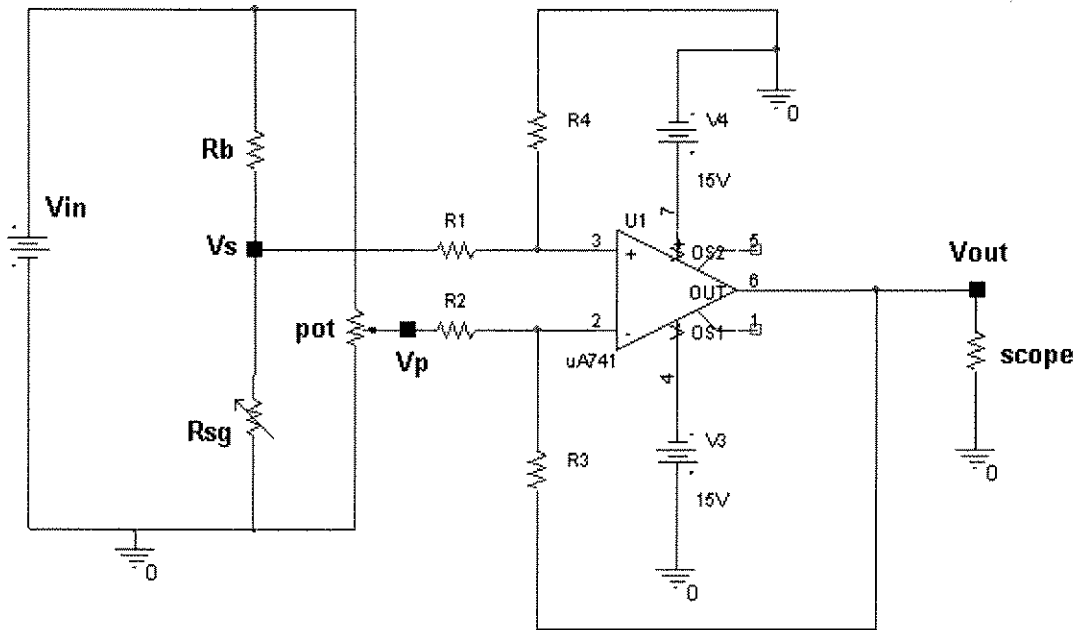 R4
V4
0
Rb
15V
Vin
R1
U1
7
5
Vs
3
+
OS2
Vout
6
R2
OUT
pot
2
-
OS1
1
Vp
uA741
scope
4
Rsg
V3
R3
15V
0
0
0